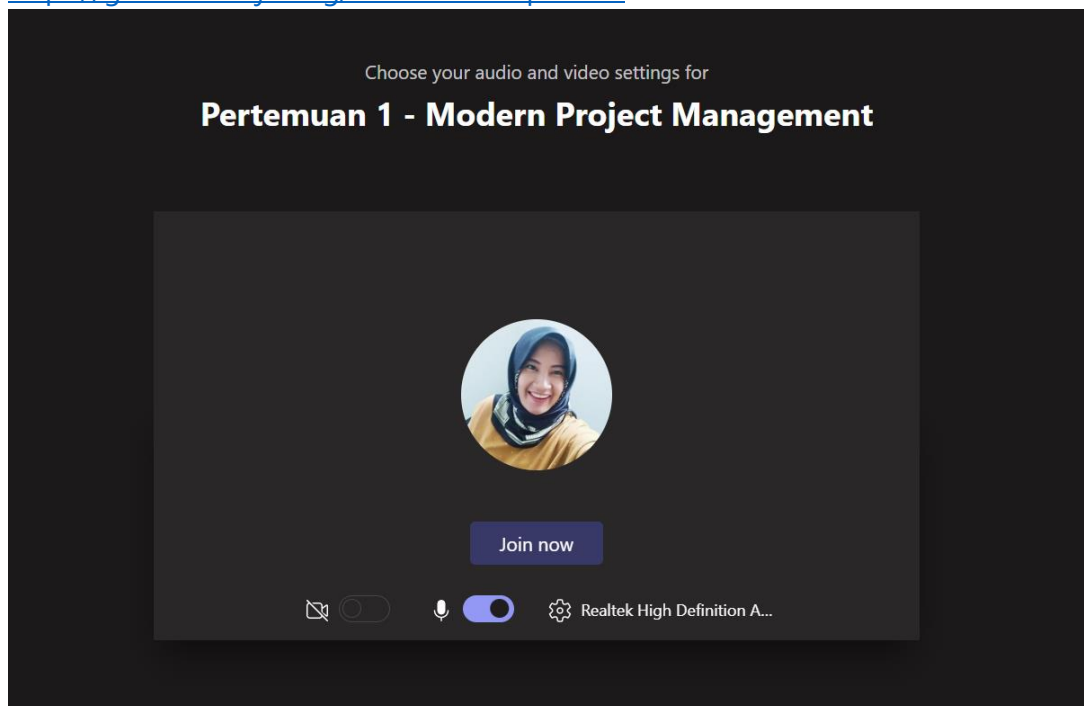 Choose your audio and video settings for
Pertemuan 1 - Modern Project Management
Join now
Realtek High Definition A...